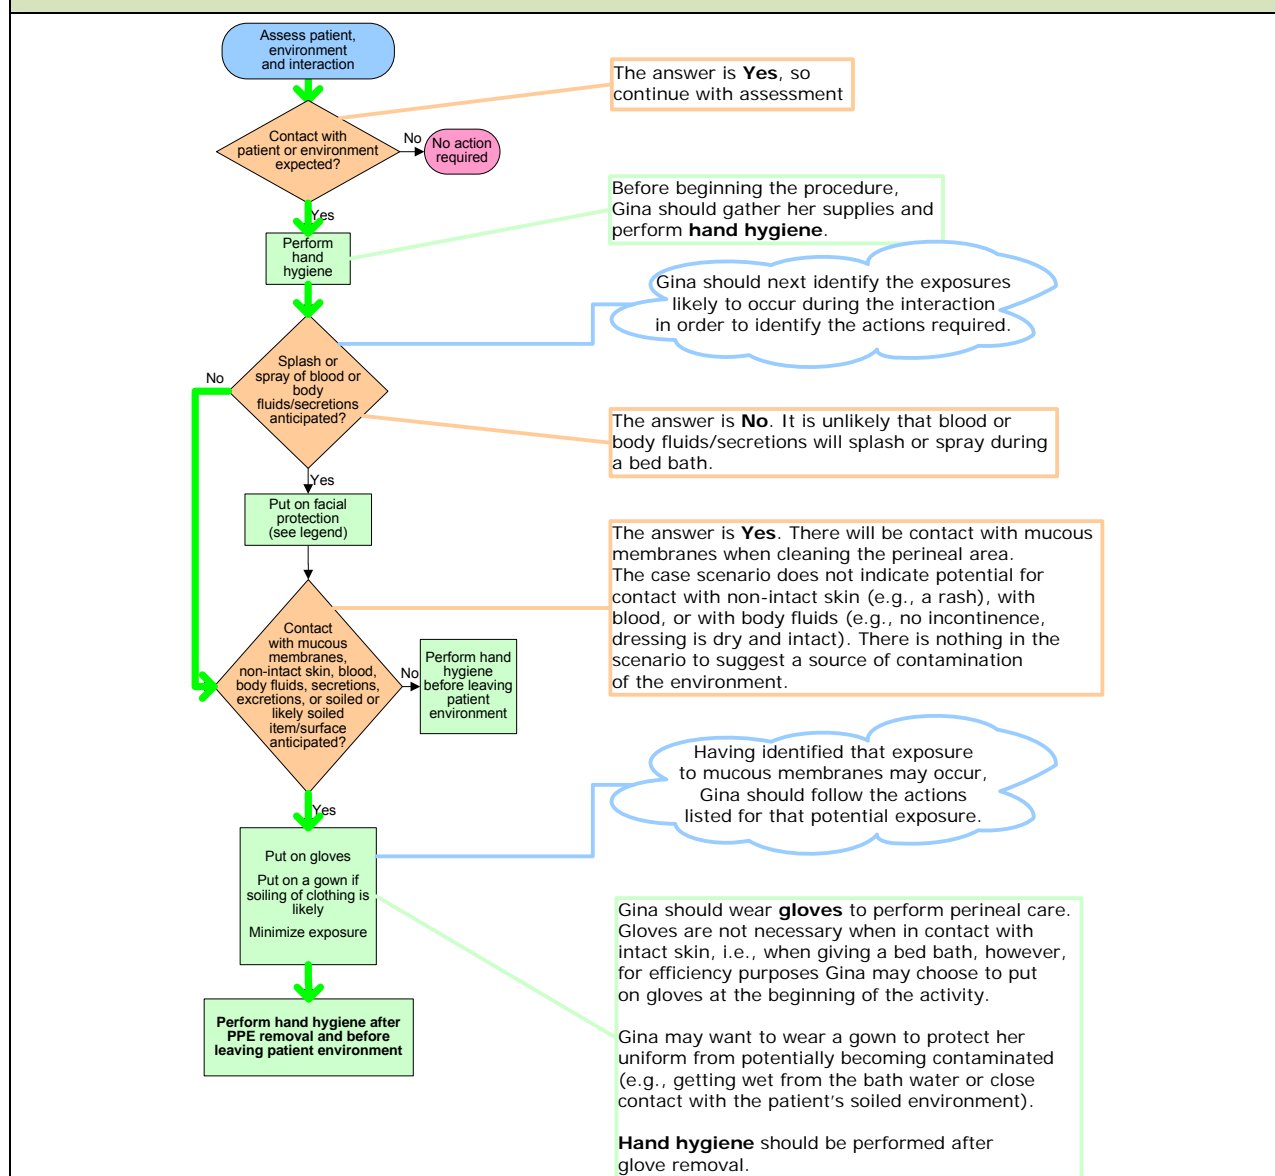 Assess patient,
environment
and interaction
The answer is Yes, so
continue with assessment
Contact with
patient or environment
expected?
No
No action
required
Yes
Before beginning the procedure,
Gina should gather her supplies and
perform hand hygiene.
Perform
hand
hygiene
Gina should next identify the exposures
likely to occur during the interaction
in order to identify the actions required.
Splash or
spray of blood or
body
fluids/secretions
anticipated?
No
The answer is No. It is unlikely that blood or
body fluids/secretions will splash or spray during
a bed bath.
Yes
Put on facial
protection
(see legend)
The answer is Yes. There will be contact with mucous
membranes when cleaning the perineal area.
The case scenario does not indicate potential for
contact with non-intact skin (e.g., a rash), with
blood, or with body fluids (e.g., no incontinence,
dressing is dry and intact). There is nothing in the
scenario to suggest a source of contamination
of the environment.
Contact
with mucous
membranes,
non-intact skin, blood,
body fluids, secretions,
excretions, or soiled or
likely soiled
item/surface
anticipated?
No
Perform hand
hygiene
before leaving
patient
environment
Having identified that exposure
to mucous membranes may occur,
Gina should follow the actions
listed for that potential exposure.
Yes
Put on gloves
Put on a gown if
soiling of clothing is
likely
Minimize exposure
Gina should wear gloves to perform perineal care.
Gloves are not necessary when in contact with
intact skin, i.e., when giving a bed bath, however,
for efficiency purposes Gina may choose to put
on gloves at the beginning of the activity.
Gina may want to wear a gown to protect her
uniform from potentially becoming contaminated
(e.g., getting wet from the bath water or close
contact with the patient's soiled environment).
Hand hygiene should be performed after
glove removal.
Perform hand hygiene after
PPE removal and before
leaving patient environment